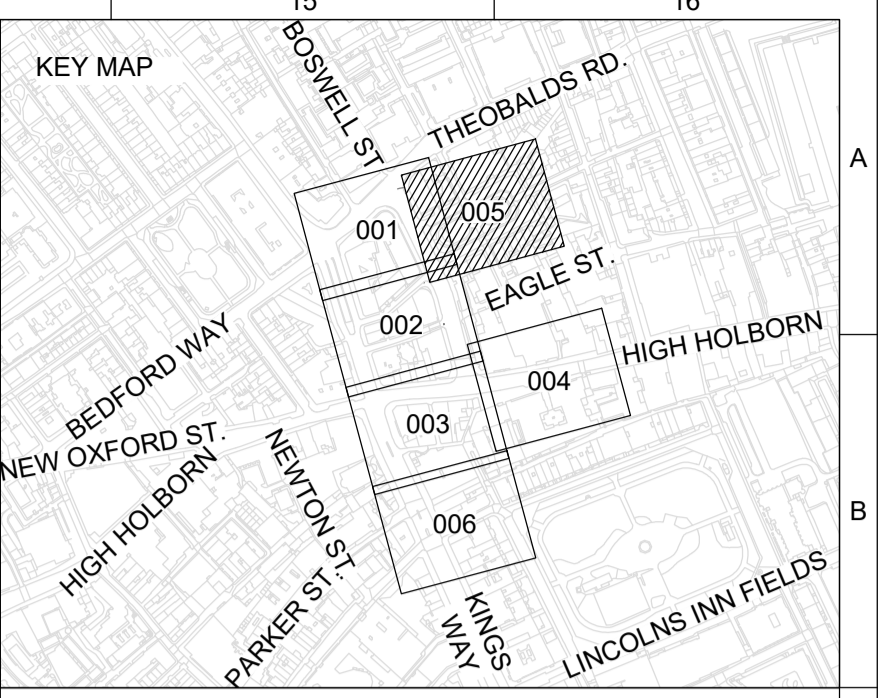 15 16
KEY MAP
BOSWELL ST
THEOBALDS RD.
A
001
005
EAGLE ST.
002
BEDFORD WAY
HIGH HOLBORN
004
NEW OXFORD ST.
003
HIGH HOLBORN
NEWTON ST.
B
006
PARKER ST.
KINGS
WAY
LINCOLNS INN FIELDS